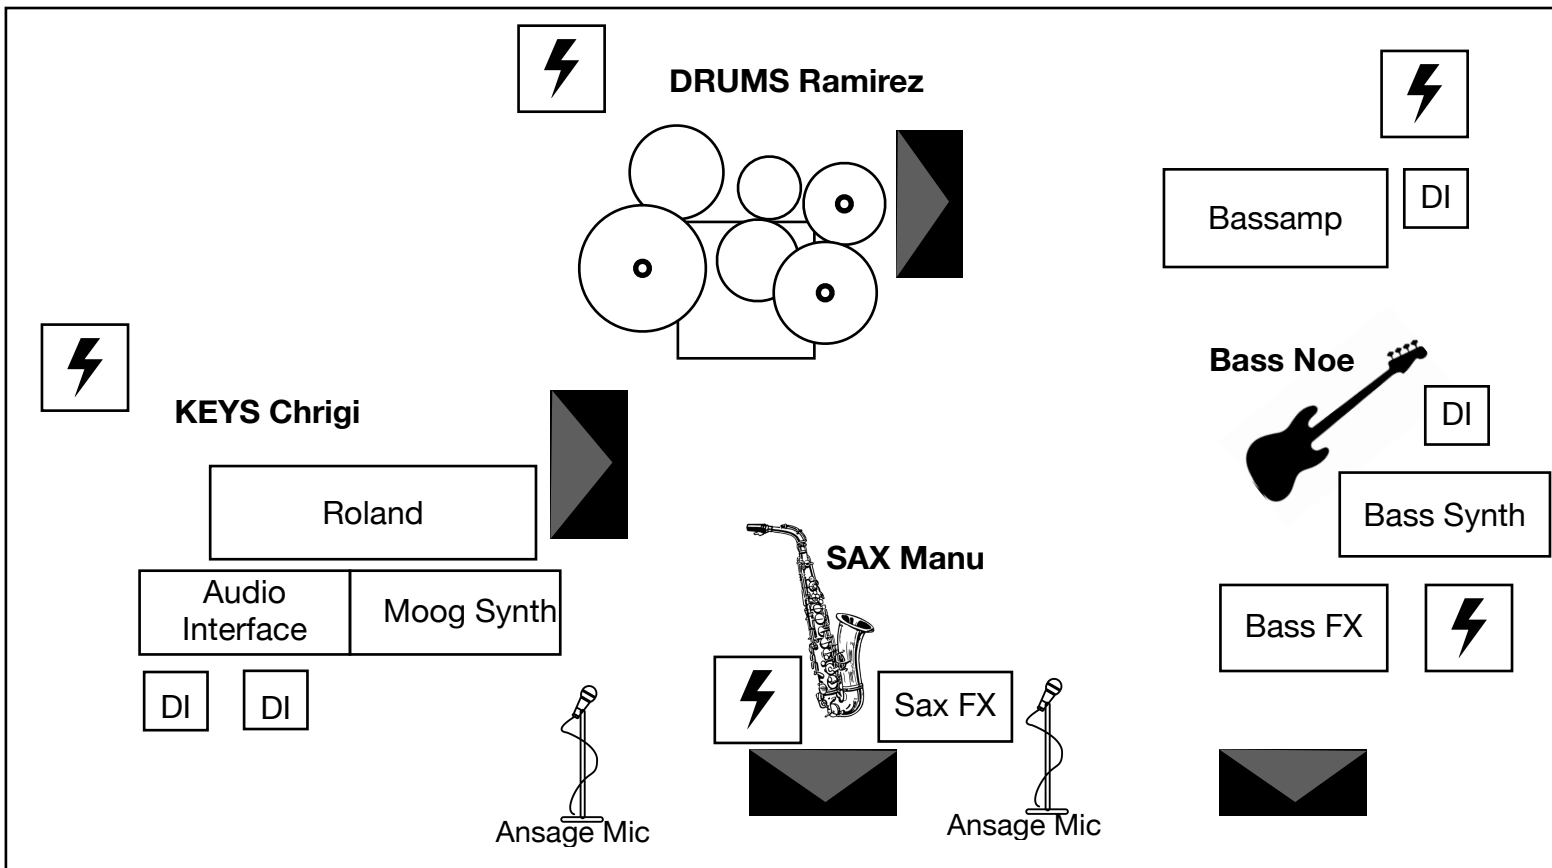 DRUMS Ramirez
Bassamp
DI
Bass Noe
KEYS Chrigi
DI
Roland
Bass Synth
SAX Manu
Audio
Interface
Moog Synth
Bass FX
DI
DI
Sax FX
Ansage Mic
Ansage Mic